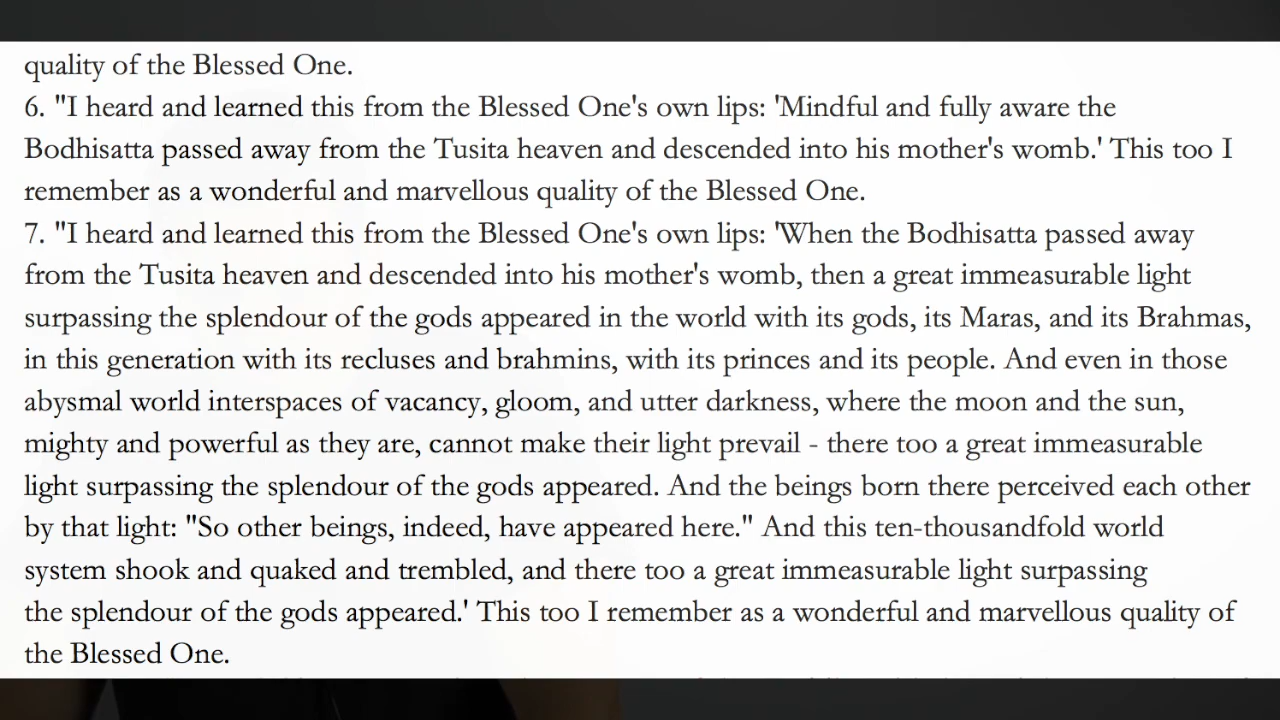 quality of the Blessed One.
6. "I heard and learned this from the Blessed One's own lips: 'Mindful and fully aware the
Bodhisatta passed away from the Tusita heaven and descended into his mother's womb.' This too I
remember as a wonderful and marvellous quality of the Blessed One.
7. "I heard and learned this from the Blessed One's own lips: 'When the Bodhisatta passed away
from the Tusita heaven and descended into his mother's womb, then a great immeasurable light
surpassing the splendour of the gods appeared in the world with its gods, its Maras, and its Brahmas,
in this generation with its recluses and brahmins, with its princes and its people. And even in those
abysmal world interspaces of vacancy, gloom, and utter darkness, where the moon and the sun,
mighty and powerful as they are, cannot make their light prevail - there too a great immeasurable
light surpassing the splendour of the gods appeared. And the beings born there perceived each other
by that light: "So other beings, indeed, have appeared here." And this ten-thousandfold world
system shook and quaked and trembled, and there too a great immeasurable light surpassing
the splendour of the gods appeared.' This too I remember as a wonderful and marvellous quality of
the Blessed One.